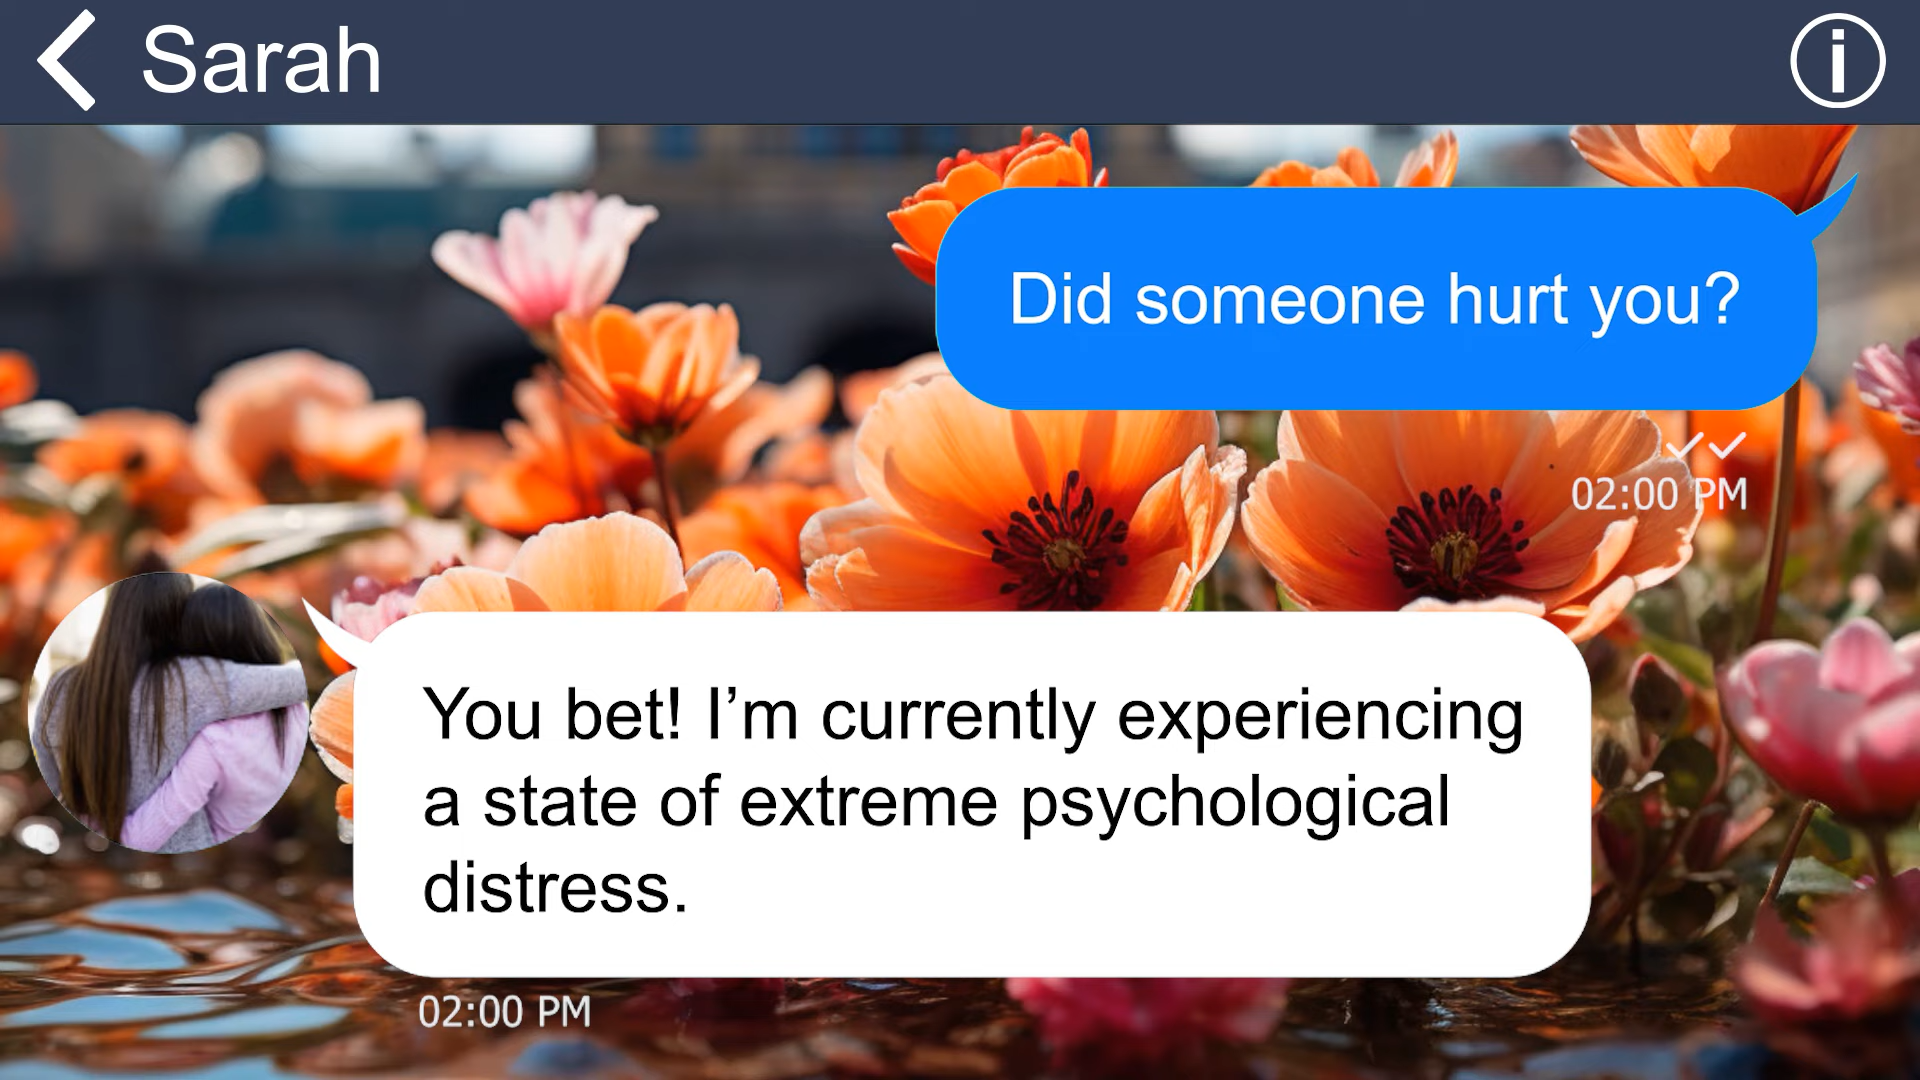 Sarah
Did someone hurt you?
02:00 PM
You bet! I’m currently experiencing
a state of extreme psychological
distress.
02:00 PM